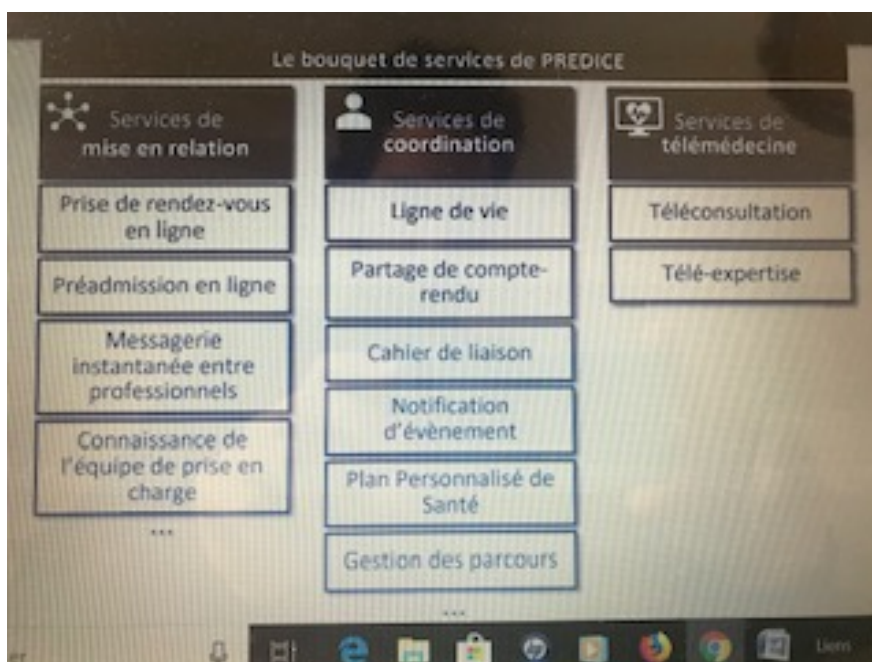 Le bouquet de services de PREDICE
Services de
mise en relation
Prise de rendez-vous
en ligne
Préadmission en ligne
Messagerie
instantanée entre
professionnels
Connaissance de
l'équipe de prise en
charge
...
Services de
coordination
Ligne de vie
Partage de compte-
rendu
Cahier de liaison
Notification
d'évènement
Plan Personnalisé de
Santé
Gestion des parcours
...
Services de
télémédecine
Téléconsultation
Télé-expertise
er
Liens